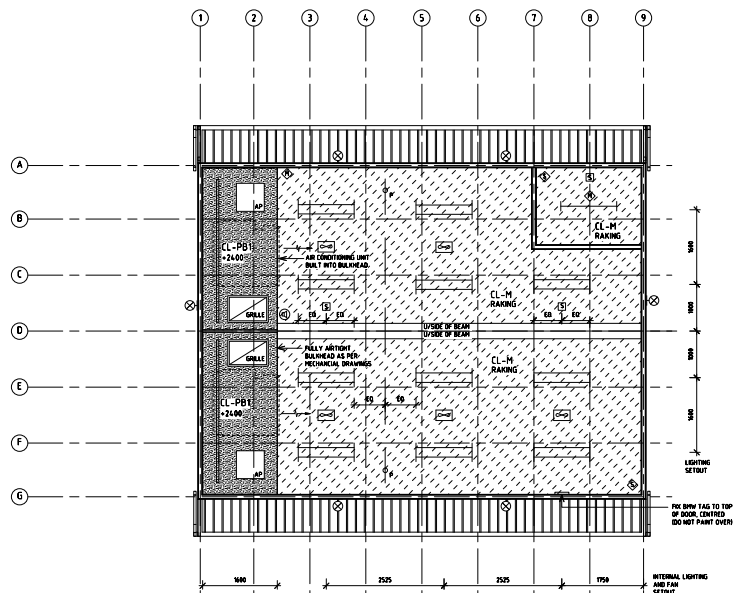 1 2 3 4 5 6 7 8 9
A
B
C
D
E
F
G
M
S
S
M
AP
CL-M
RAKING
CL-PB1
+2400
AIR CONDITIONING UNIT
BUILT INTO BULKHEAD.
1600
CL-M
RAKING
GRILLE
S
S
EQ EQ
EQ EQ
1000
U/SIDE OF BEAM
U/SIDE OF BEAM
GRILLE
FULLY AIRTIGHT
BULKHEAD AS PER
MECHANCIAL DRAWINGS
CL-M
RAKING
1000
CL-PB1
+2400
EQ EQ
1600
AP
LIGHTING
SETOUT
S
FIX BMW TAG TO TOP
OF DOOR, CENTRED
(DO NOT PAINT OVER)
1600 2525 2525 1750
INTERNAL LIGHTING
AND FAN
SETOUT